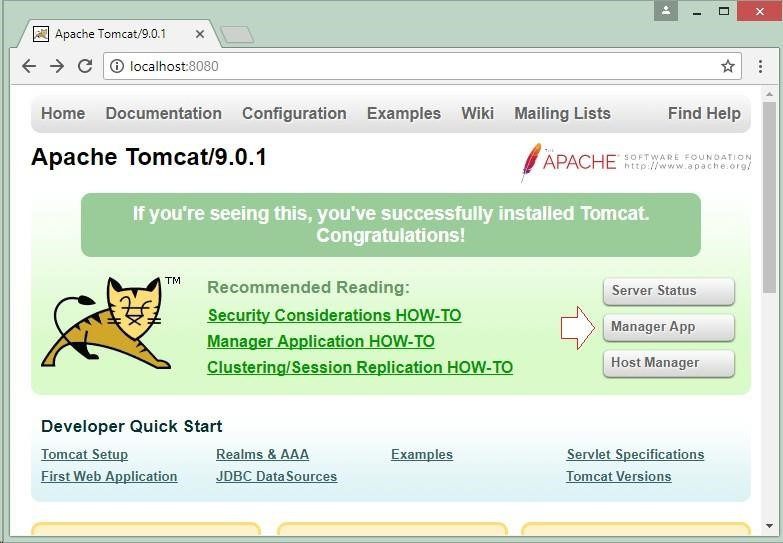 Apache Tomcat/9.0.1
localhost:8080
Home Documentation Configuration Examples Wiki Mailing Lists Find Help
Apache Tomcat/9.0.1
THE
APACHE® SOFTWARE FOUNDATION
http://www.apache.org/
If you're seeing this, you've successfully installed Tomcat.
Congratulations!
TM
Recommended Reading:
Security Considerations HOW-TO
Manager Application HOW-TO
Clustering/Session Replication HOW-TO
Server Status
Manager App
Host Manager
Developer Quick Start
Tomcat Setup Realms & AAA Examples Servlet Specifications
First Web Application JDBC DataSources Tomcat Versions